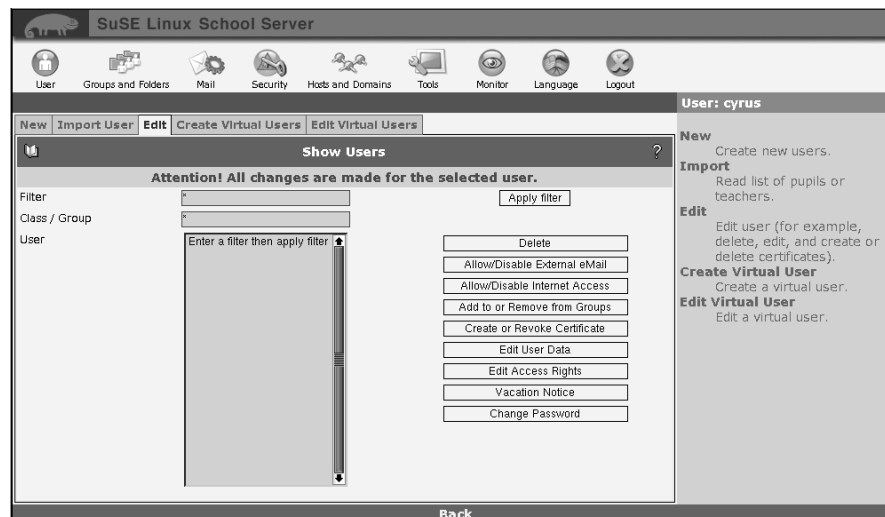 SuSE Linux School Server
User Groups and Folders Mail Security Hosts and Domains Tools Monitor Language Logout
User: cyrus
New Import User Edit Create Virtual Users Edit Virtual Users
Show Users ?
Attention! All changes are made for the selected user.
Filter * Apply filter
Class / Group *
User Enter a filter then apply filter
Delete
Allow/Disable External eMail
Allow/Disable Internet Access
Add to or Remove from Groups
Create or Revoke Certificate
Edit User Data
Edit Access Rights
Vacation Notice
Change Password
New
Create new users.
Import
Read list of pupils or
teachers.
Edit
Edit user (for example,
delete, edit, and create or
delete certificates).
Create Virtual User
Create a virtual user.
Edit Virtual User
Edit a virtual user.
Back